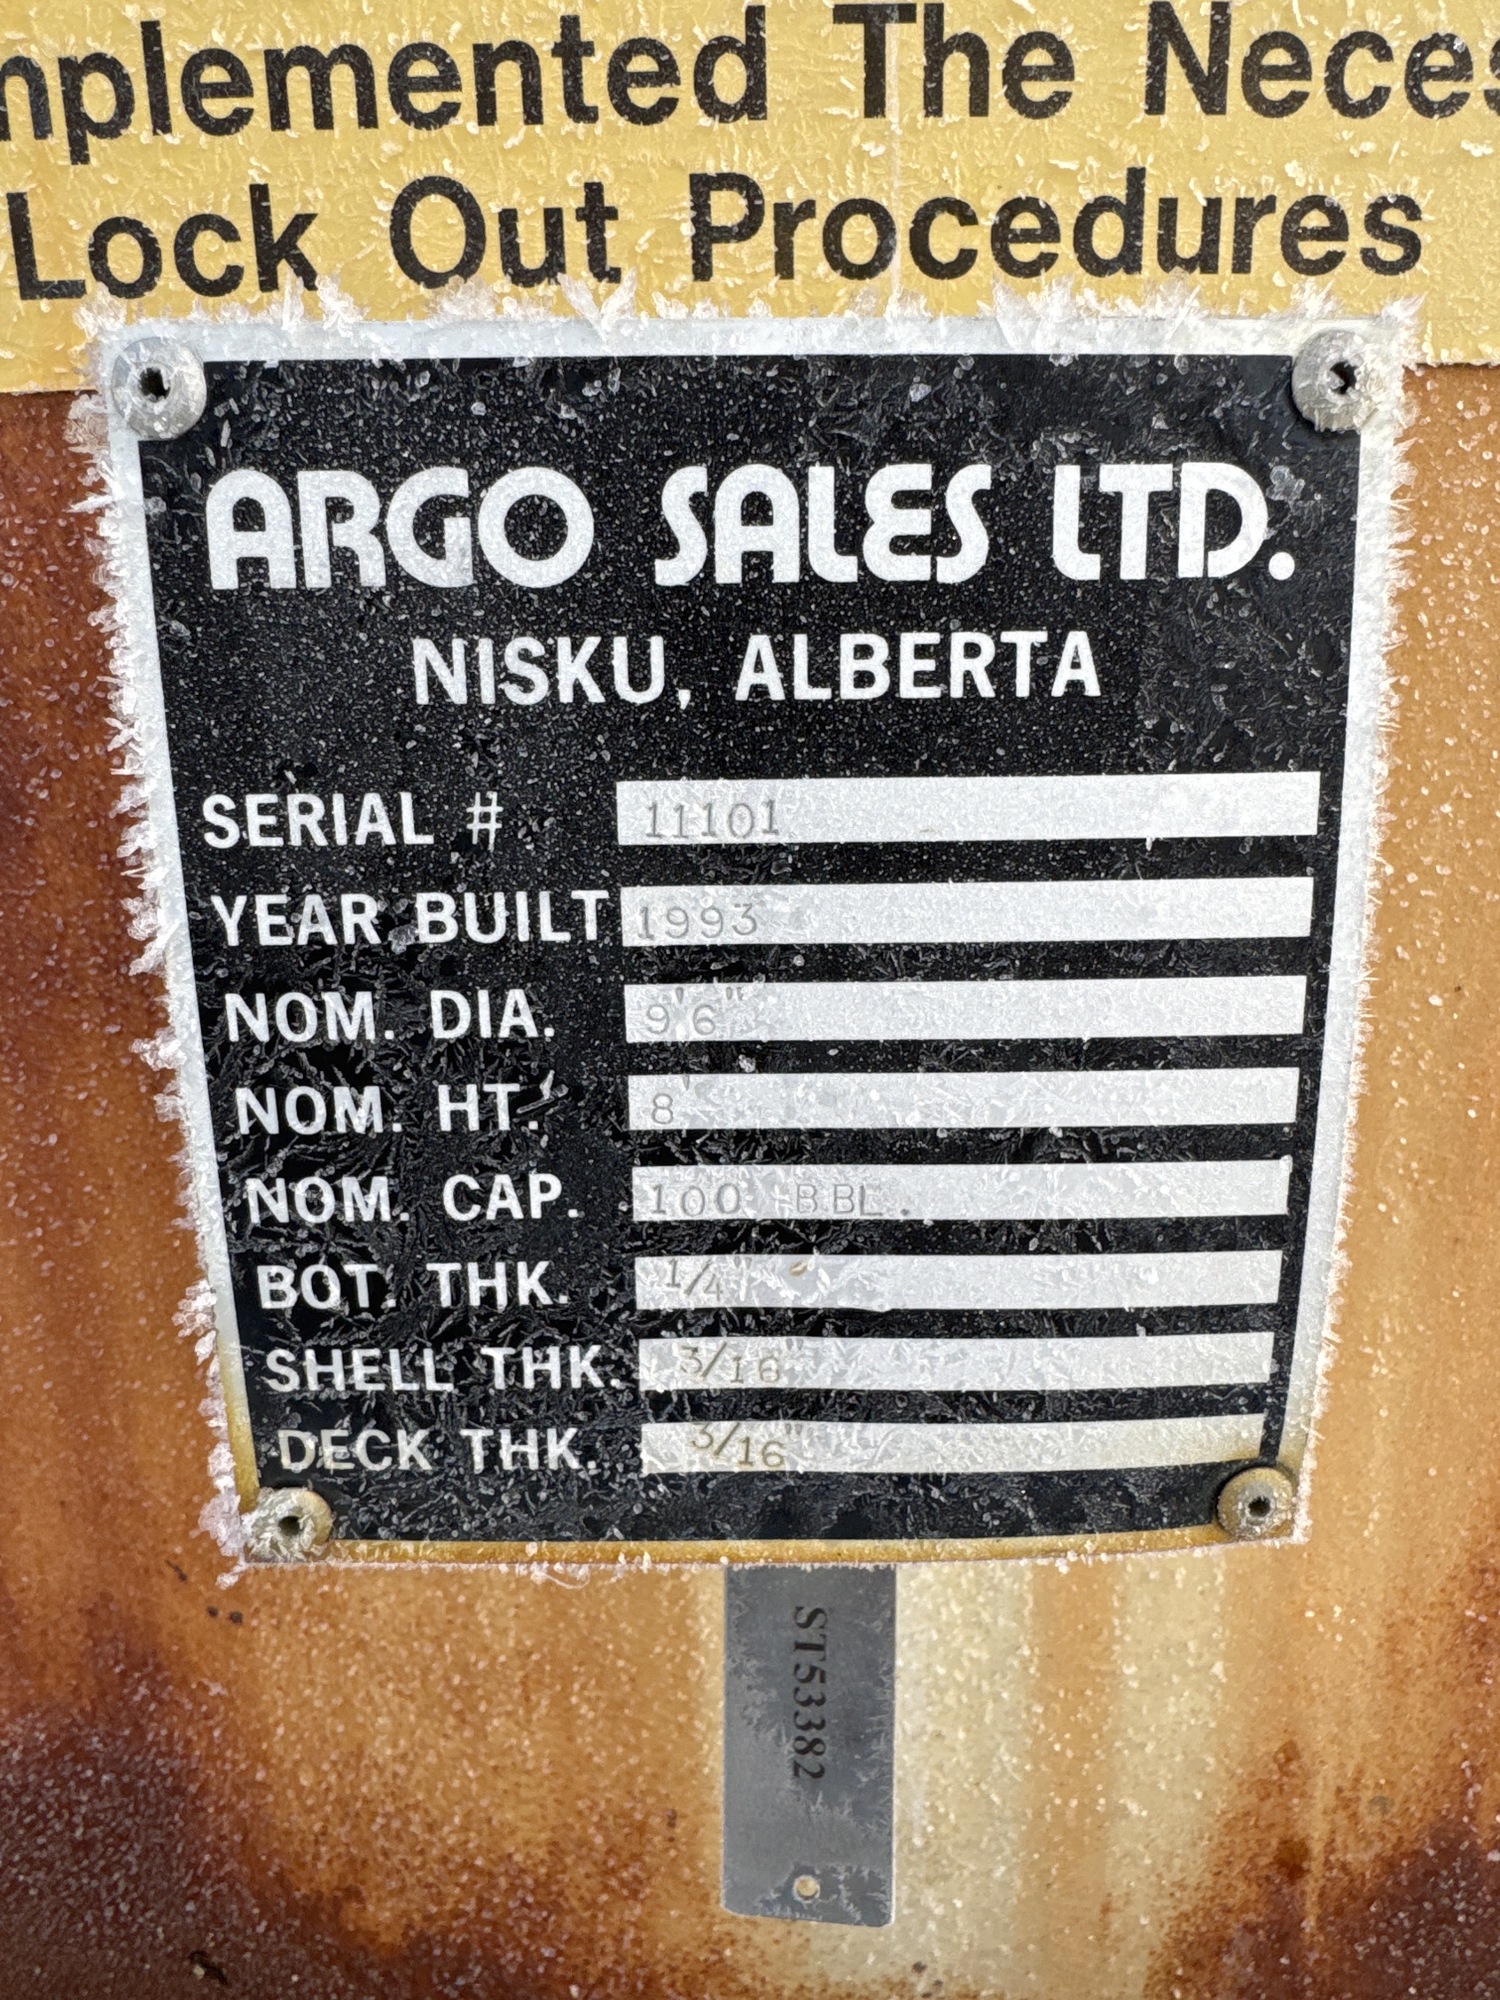 mplemented The Neces
Lock Out Procedures
ARGO SALES LTD.
NISKU, ALBERTA
SERIAL # 11101
YEAR BUILT 1993
NOM. DIA. 9'6"
NOM. HT. 8'
NOM. CAP. 100 BBL.
BOT. THK. 1/4"
SHELL THK. 3/16"
DECK THK. 3/16"
ST53382